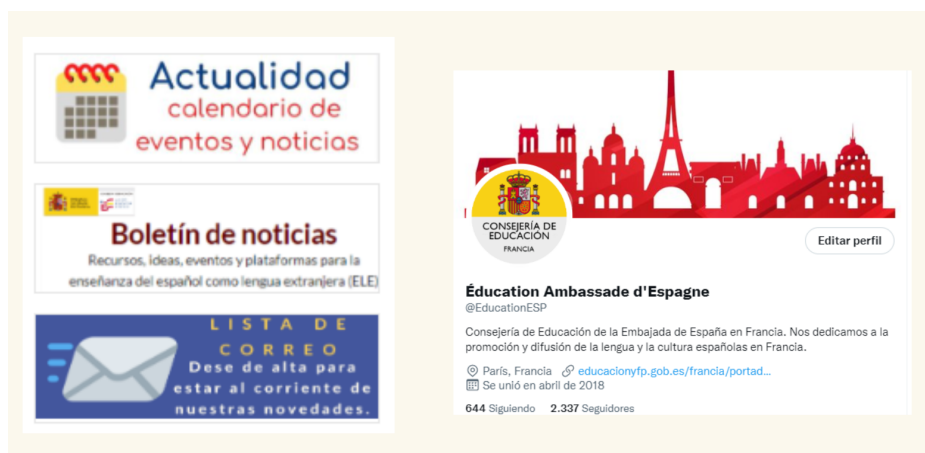 Actualidad
calendario de
eventos y noticias
Boletín de noticias
Recursos, ideas, eventos y plataformas para la
enseñanza del español como lengua extranjera (ELE)
LISTA DE
CORREO
Dese de alta para
estar al corriente de
nuestras novedades.
CONSEJERÍA DE
EDUCACIÓN
FRANCIA
Editar perfil
Éducation Ambassade d'Espagne
@EducationESP
Consejería de Educación de la Embajada de España en Francia. Nos dedicamos a la
promoción y difusión de la lengua y la cultura españolas en Francia.
París, Francia educacionyfp.gob.es/francia/portad...
Se unió en abril de 2018
644 Siguiendo 2.337 Seguidores